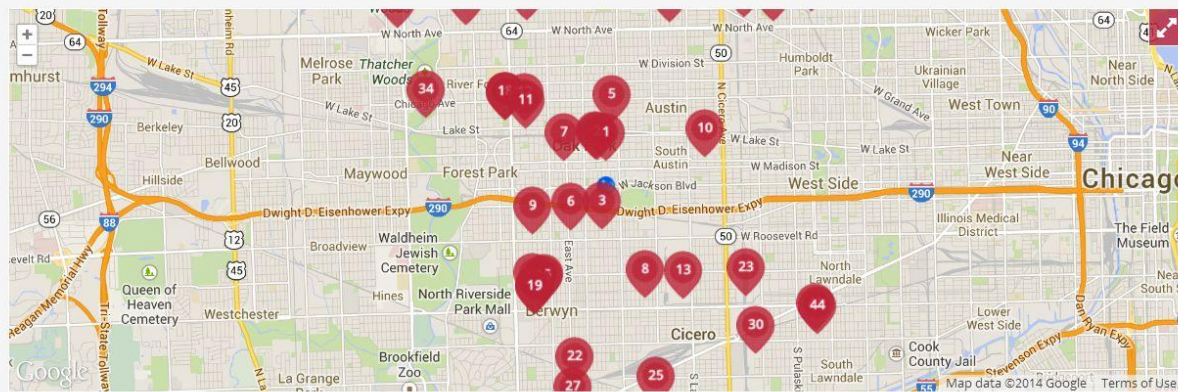 20
64
W North Ave
64
W North Ave
50
Wicker Park
64
Near
North Side
+
−
Tollway
294
290
W Lake St
45
20
Melrose
Park
Thatcher
Woods
River
34
11
5
Austin
W Division St
N Cicero Ave
Humboldt
Park
Ukrainian
Village
W Grand Ave
West Town
90
94
Berkeley
W Lake St
Lake St
7
1
10
W Lake St
W Lake St
Bellwood
Hillside
Maywood
Forest Park
South
Austin
W Madison St
Near
West Side
W Jackson Blvd
West Side
290
Chicago
56
88
Dwight D. Eisenhower Expy
290
9
6
3
Dwight D. Eisenhower Expy
Illinois Medical
District
The Field
Museum
12
45
Broadview
Waldheim
Jewish
Cemetery
East Ave
50
W Roosevelt Rd
Reagan Memorial Hwy
Queen of
Heaven
Cemetery
Hines
North Riverside
Park Mall
19
8
13
23
North
Lawndale
44
Tri-State Tollway
Westchester
Berwyn
Cicero
30
Lower
West Side
Dan Ryan Expy
Brookfield
Zoo
22
27
25
S Pulaski
South
Lawndale
Cook
County Jail
Stevenson Expy
La Grange
Park
55
Google
Map data ©2014 Google
Terms of Use